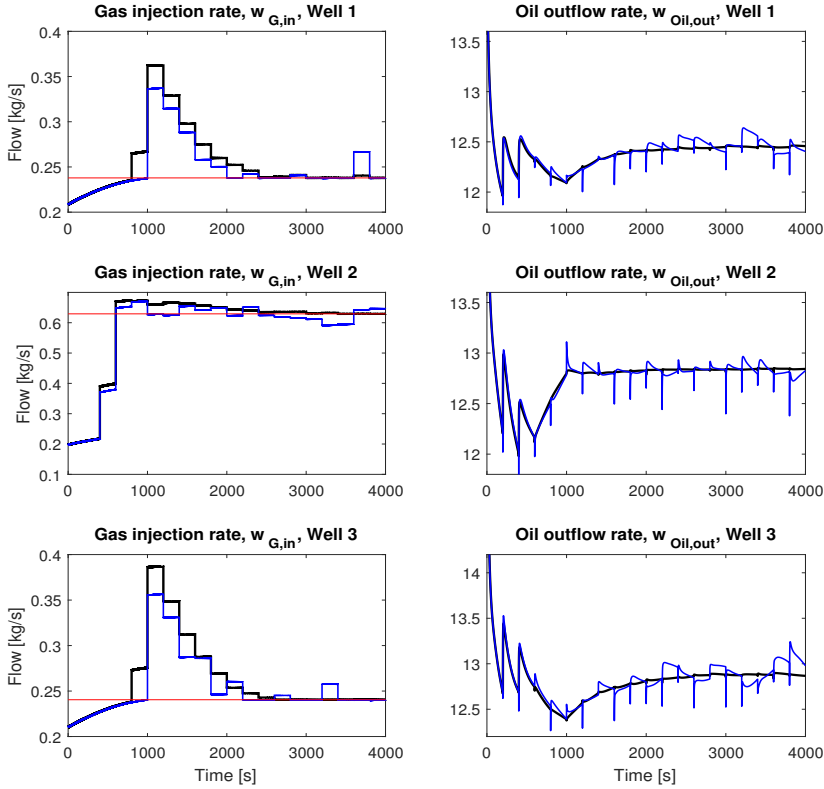 Gas injection rate, w G,in, Well 1
Flow [kg/s]
0.4
0.35
0.3
0.25
0.2
0 1000 2000 3000 4000
Oil outflow rate, w Oil,out, Well 1
13.5
13
12.5
12
0 1000 2000 3000 4000
Gas injection rate, w G,in, Well 2
Flow [kg/s]
0.6
0.5
0.4
0.3
0.2
0.1
0 1000 2000 3000 4000
Oil outflow rate, w Oil,out, Well 2
13.5
13
12.5
12
0 1000 2000 3000 4000
Gas injection rate, w G,in, Well 3
Flow [kg/s]
0.4
0.35
0.3
0.25
0.2
0 1000 2000 3000 4000
Time [s]
Oil outflow rate, w Oil,out, Well 3
14
13.5
13
12.5
0 1000 2000 3000 4000
Time [s]